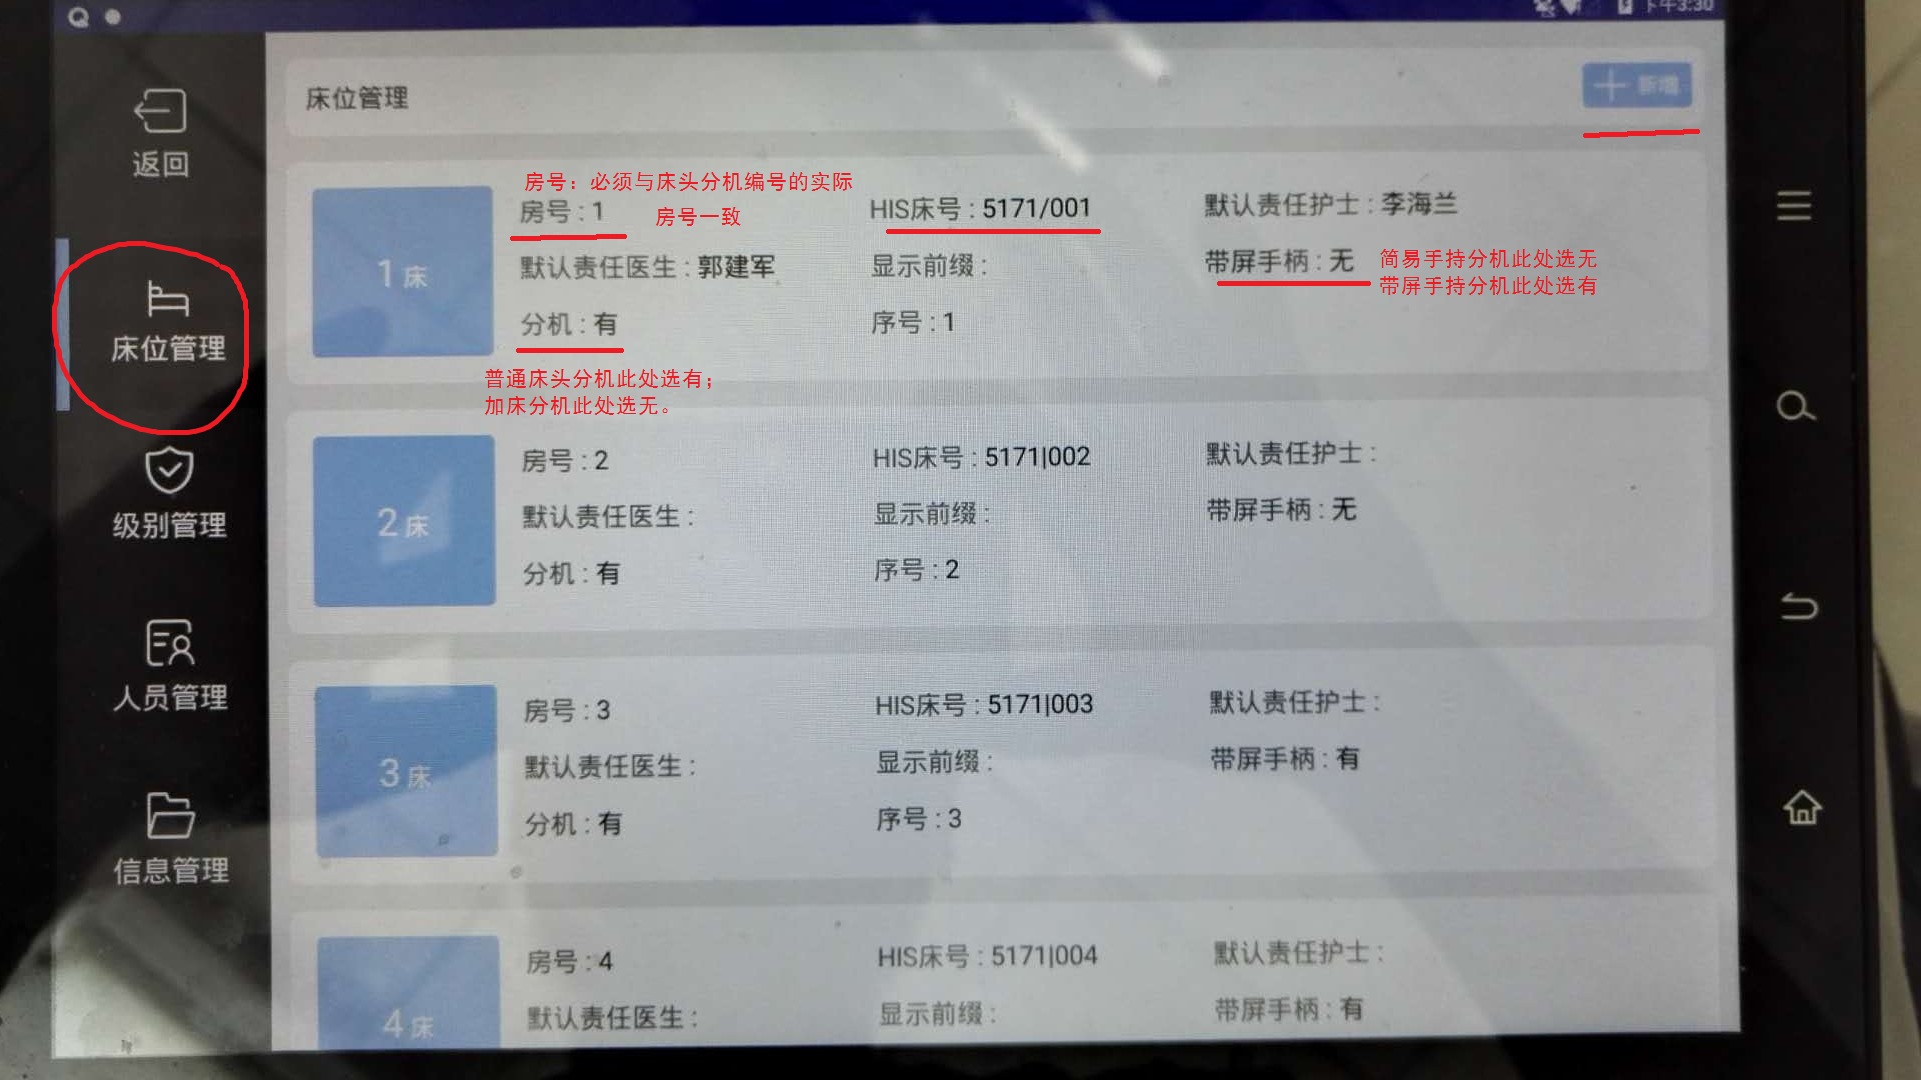 下午3:30
返回
床位管理
级别管理
人员管理
信息管理
床位管理
新增
1床
房号：必须与床头分机编号的实际
房号一致
房号：1
HIS床号：5171/001
默认责任护士：李海兰
默认责任医生：郭建军
显示前缀：
带屏手柄：无
简易手持分机此处选无
带屏手持分机此处选有
分机：有
序号：1
普通床头分机此处选有；
加床分机此处选无。
2床
房号：2
HIS床号：5171|002
默认责任护士：
默认责任医生：
显示前缀：
带屏手柄：无
分机：有
序号：2
3床
房号：3
HIS床号：5171|003
默认责任护士：
默认责任医生：
显示前缀：
带屏手柄：有
分机：有
序号：3
4床
房号：4
HIS床号：5171|004
默认责任护士：
默认责任医生：
显示前缀：
带屏手柄：有